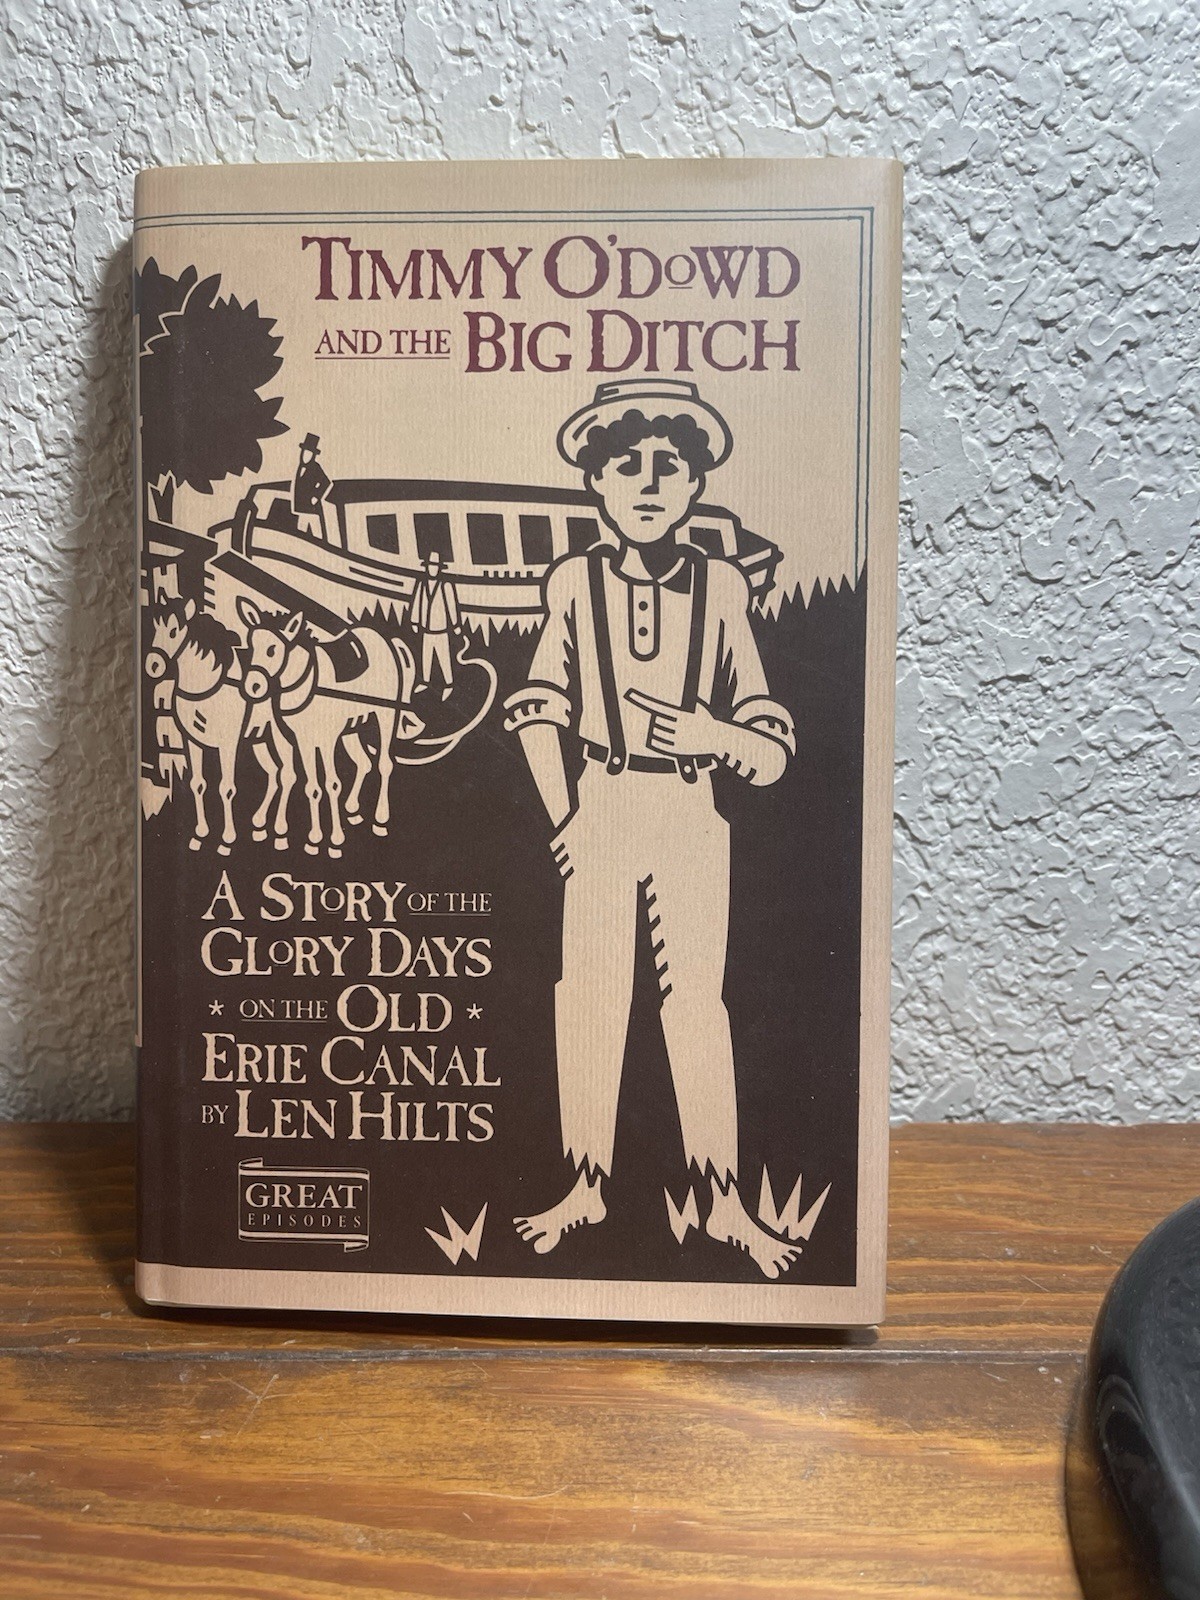 TIMMY O'DOWD
AND THE BIG DITCH
A STORY OF THE
GLORY DAYS
* ON THE OLD *
ERIE CANAL
BY LEN HILTS
GREAT
EPISODES